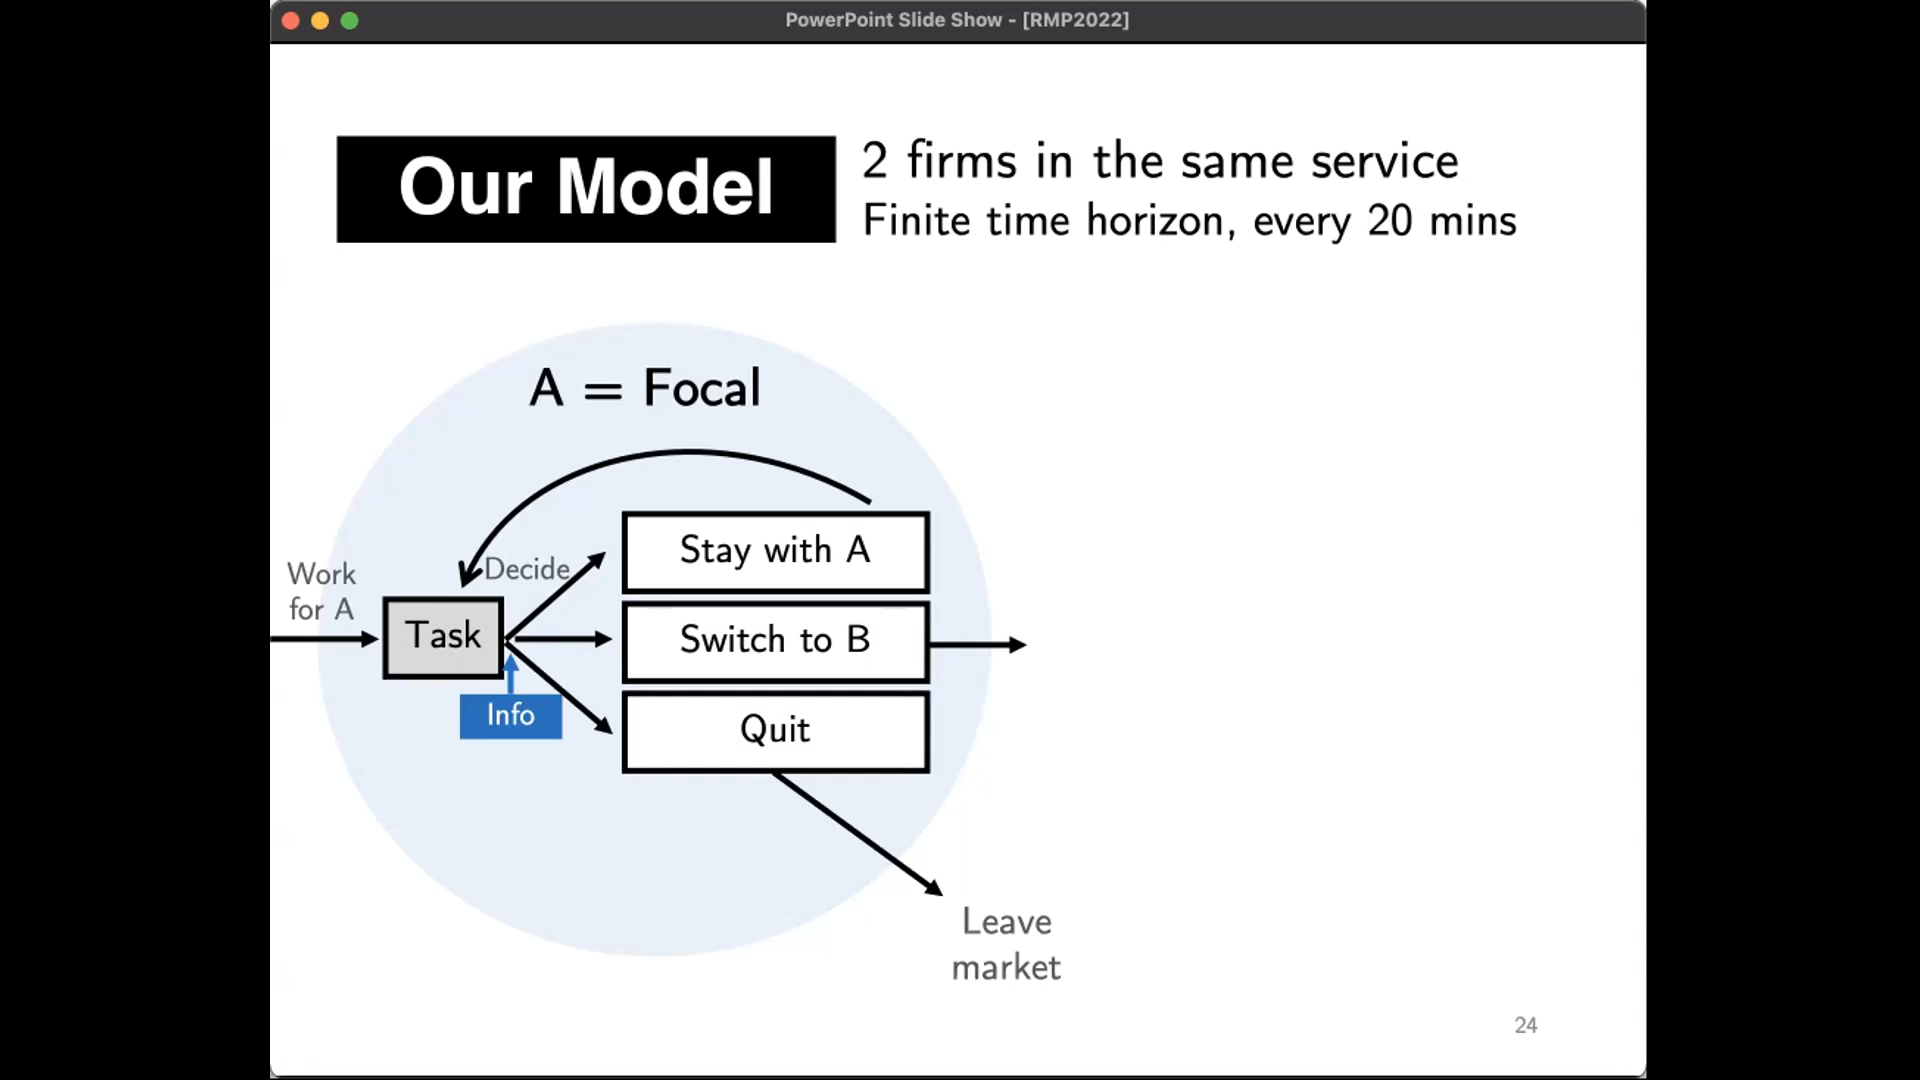 PowerPoint Slide Show - [RMP2022]
Our Model
2 firms in the same service
Finite time horizon, every 20 mins
A = Focal
Work
for A
Decide
Task
Info
Stay with A
Switch to B
Quit
Leave
market
24